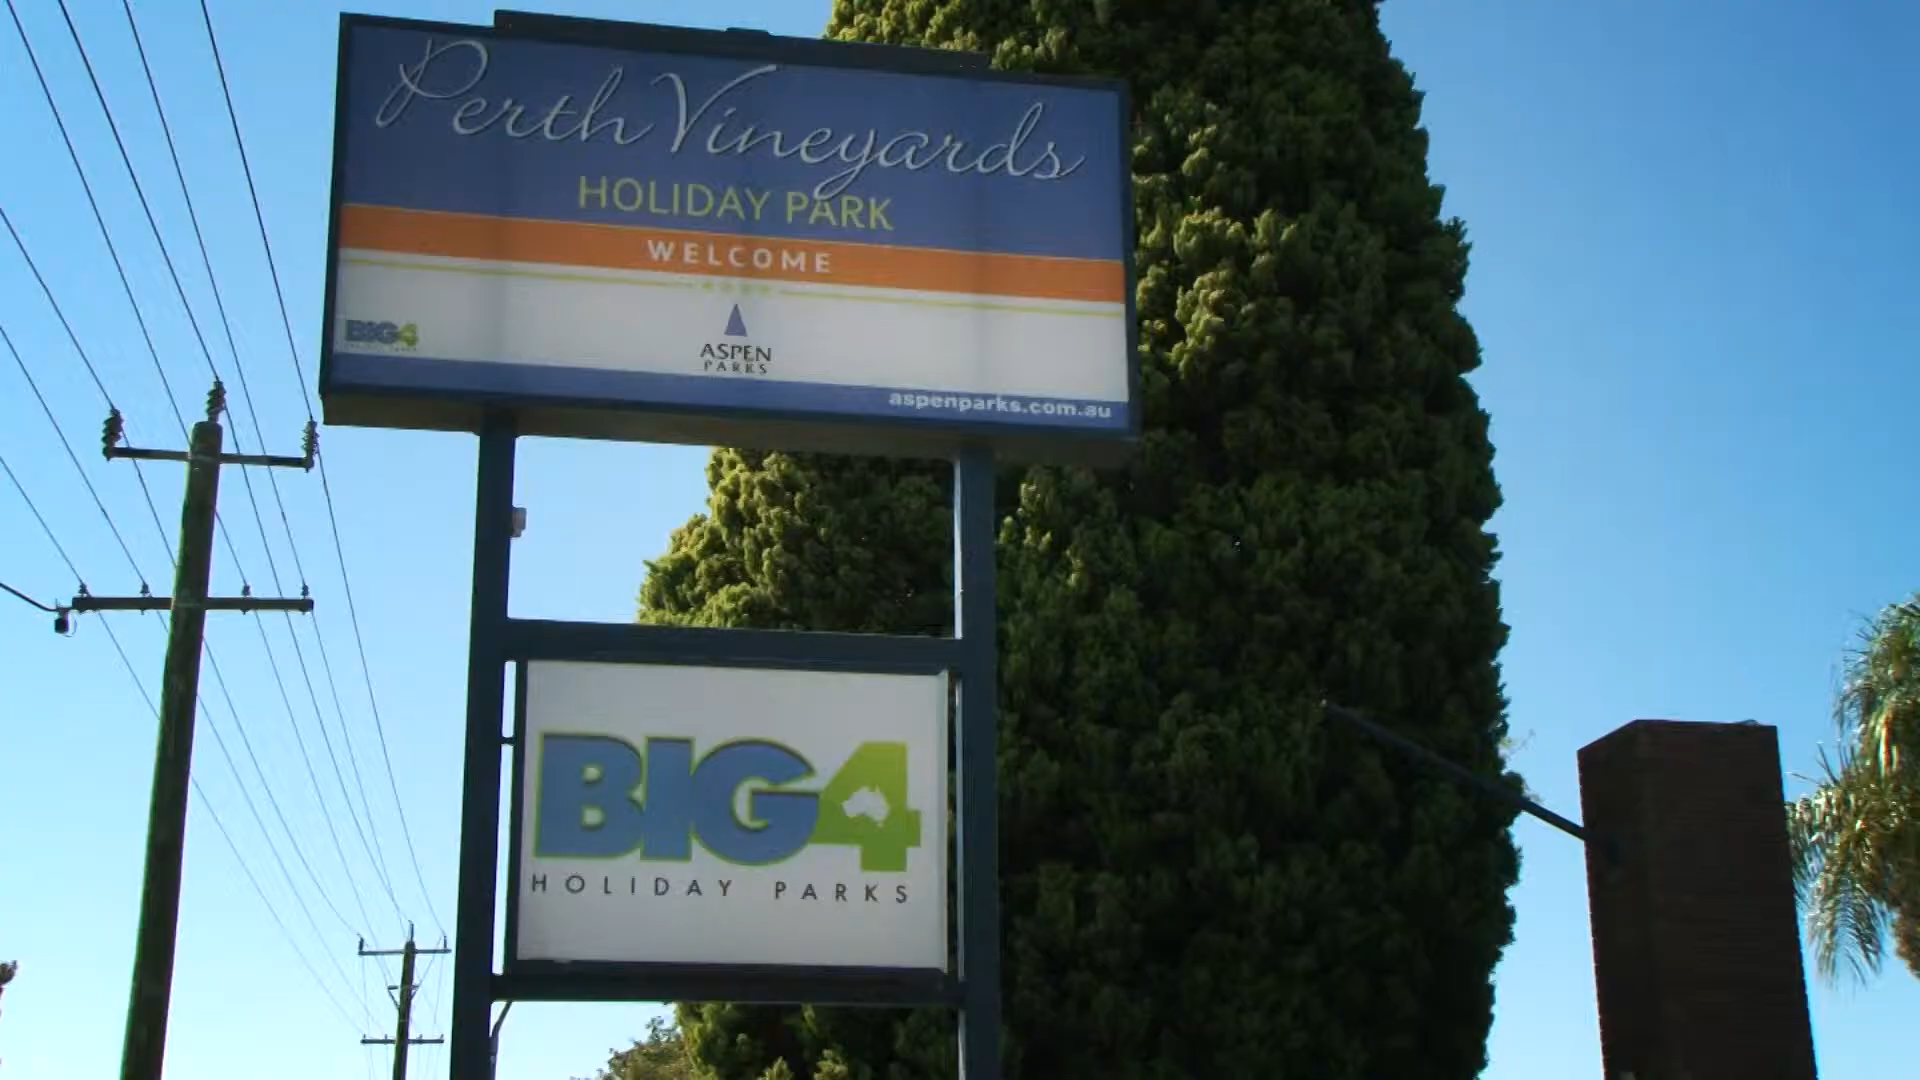 Perth Vineyards
HOLIDAY PARK
WELCOME
BIG4
ASPEN
PARKS
aspenparks.com.au
BIG4
HOLIDAY PARKS